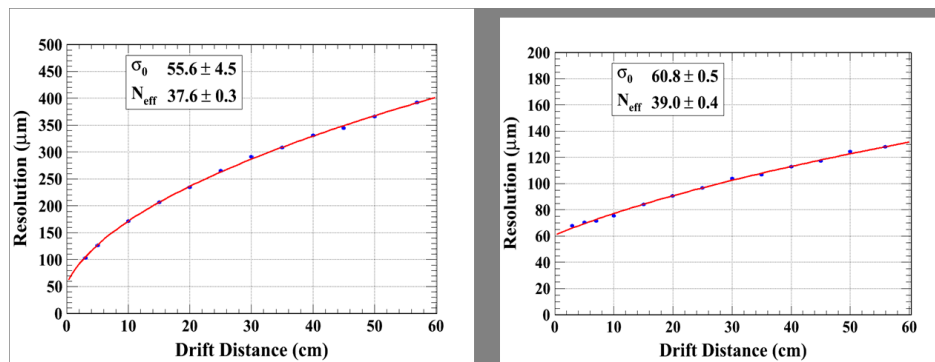 500
450
400
350
300
250
200
150
100
50
0
σ₀ 55.6 ± 4.5
N_eff 37.6 ± 0.3
Resolution (μm)
0 10 20 30 40 50 60
Drift Distance (cm)
200
180
160
140
120
100
80
60
40
20
0
σ₀ 60.8 ± 0.5
N_eff 39.0 ± 0.4
Resolution (μm)
0 10 20 30 40 50 60
Drift Distance (cm)